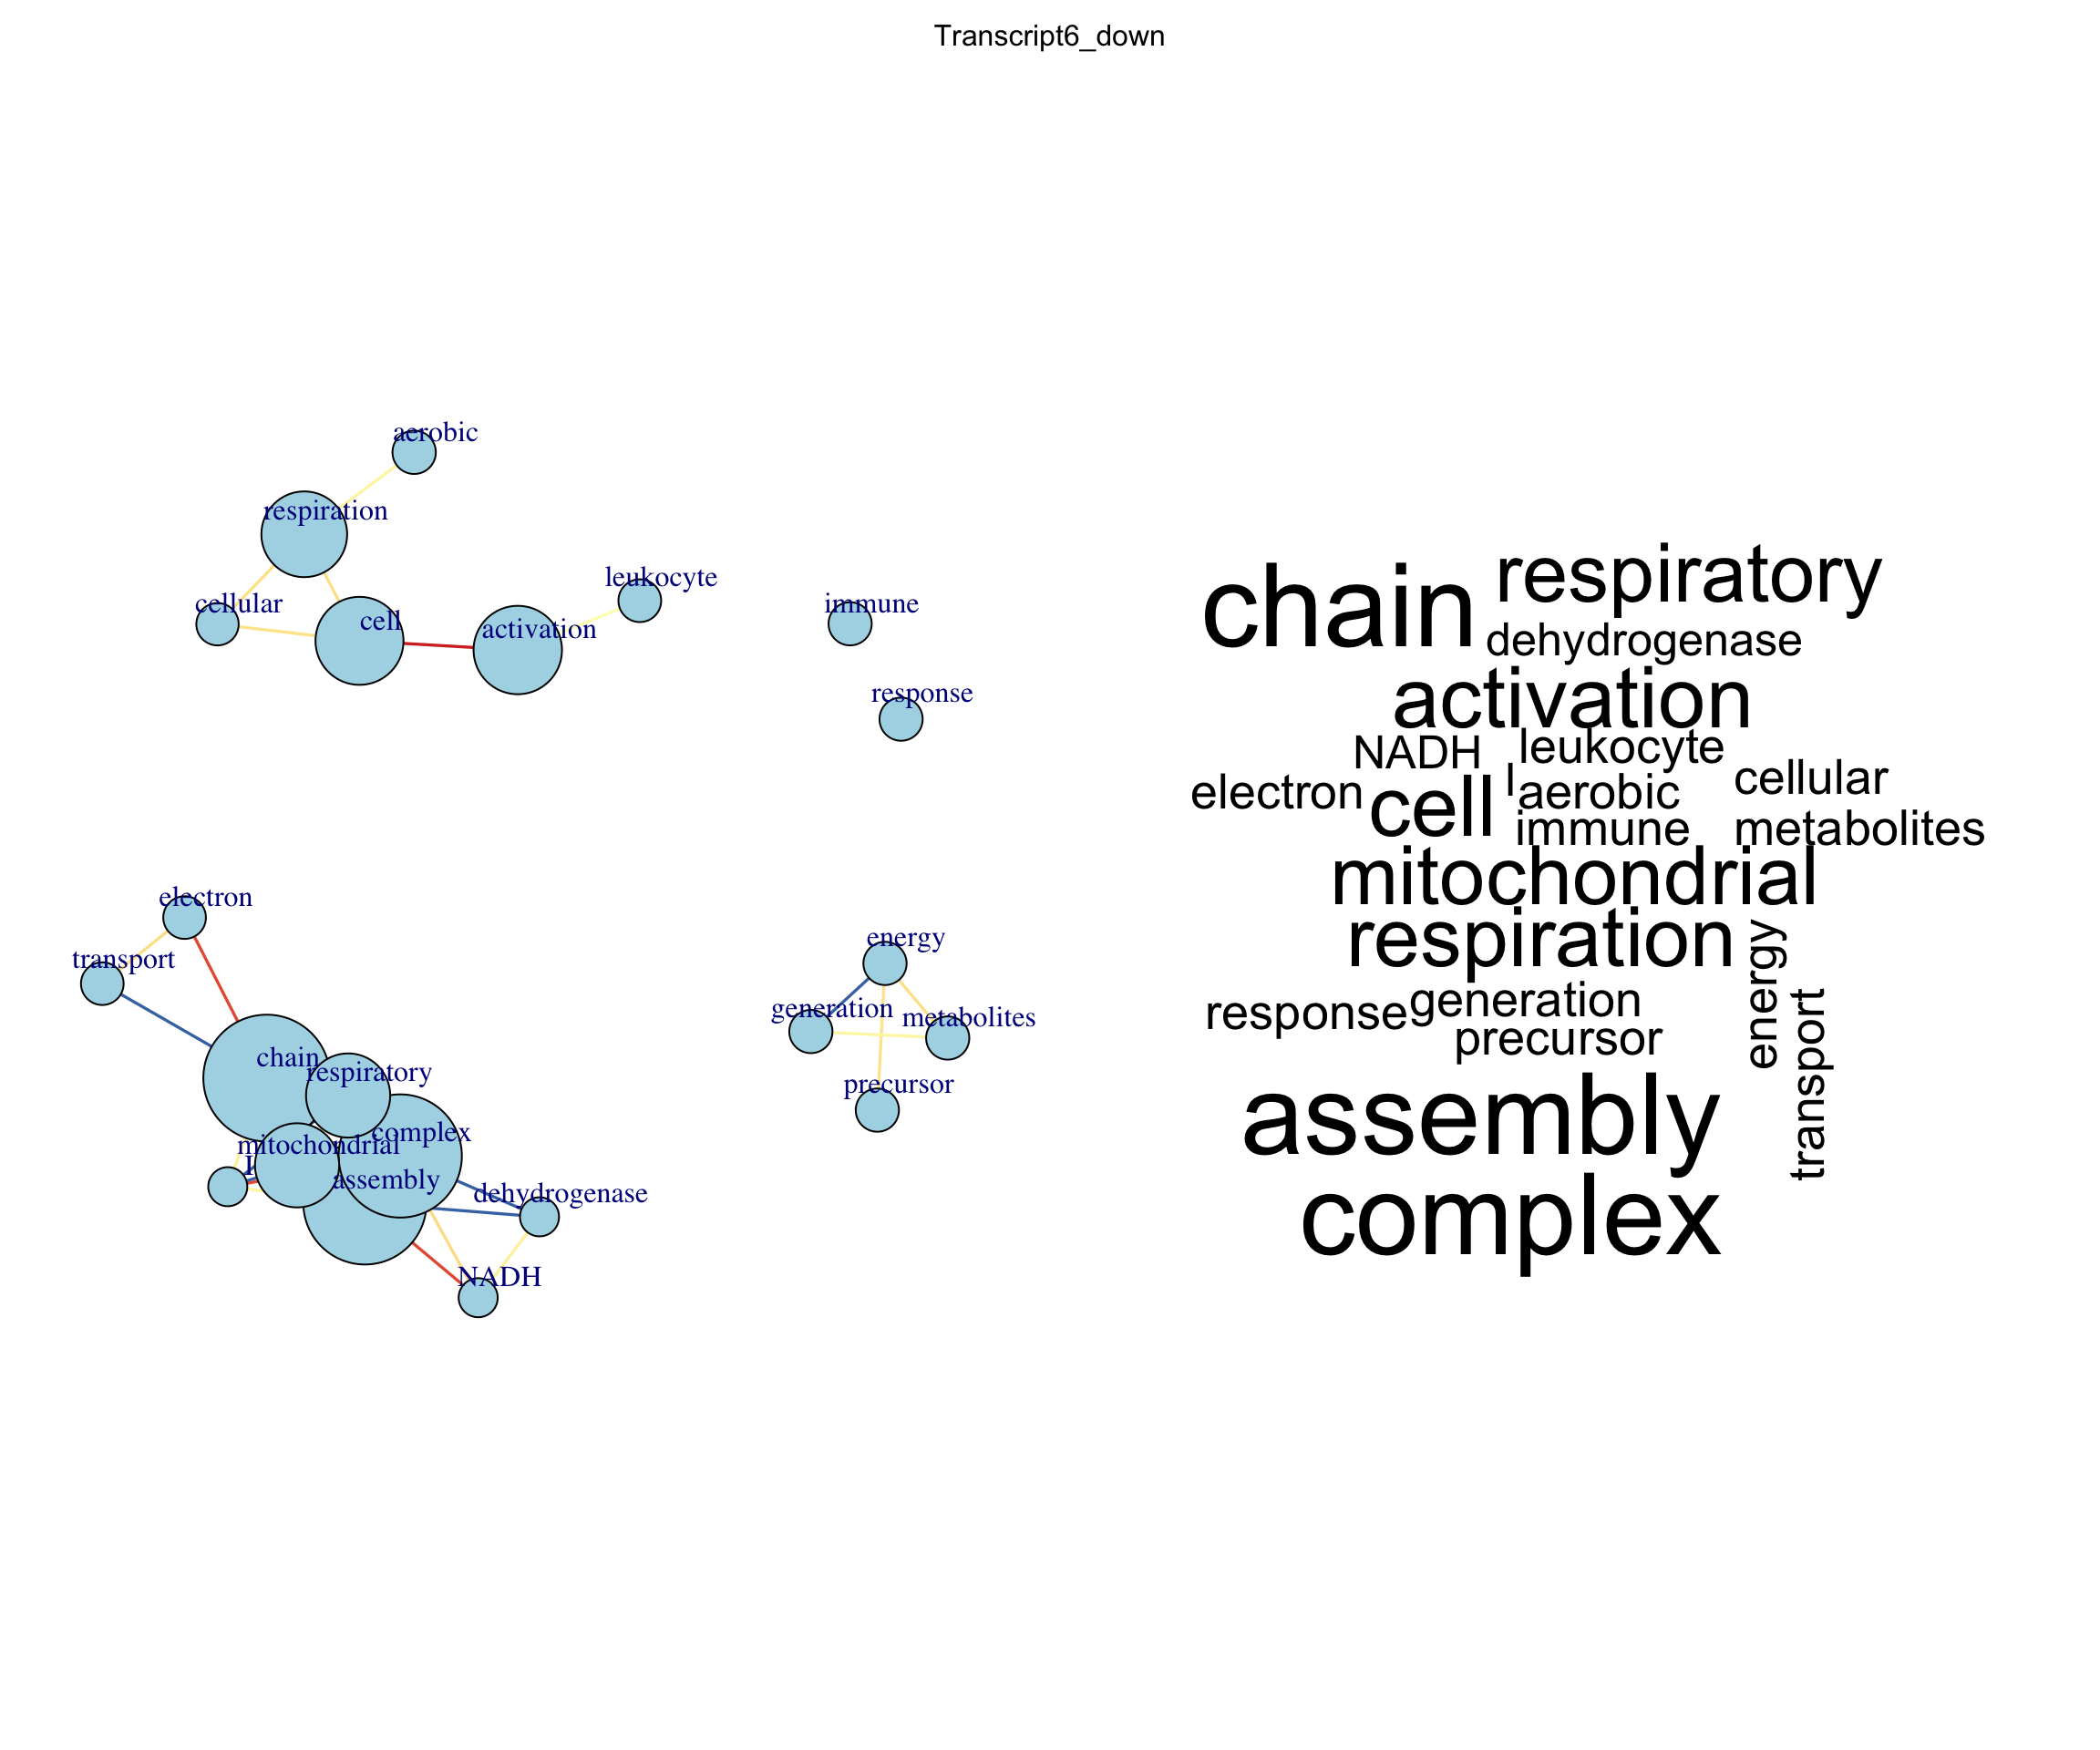 Transcript6_down
aerobic
respiration
leukocyte
cellular
cell
activation
immune
response
electron
transport
energy
generation
metabolites
precursor
chain
respiratory
complex
mitochondrial
I
assembly
dehydrogenase
NADH
chain
respiratory
dehydrogenase
activation
NADH
leukocyte
electron
cell
I
aerobic
cellular
immune
metabolites
mitochondrial
respiration
energy
response
generation
precursor
transport
assembly
complex